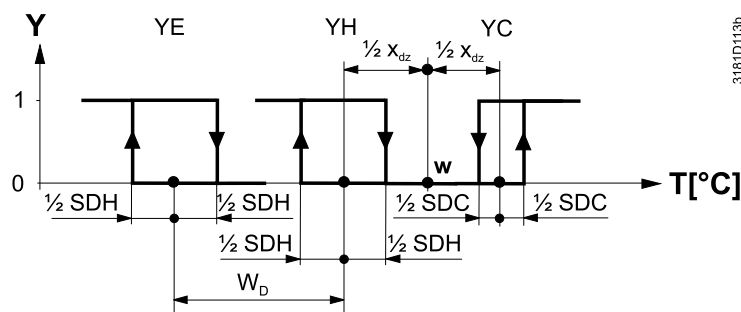 Y YE YH YC
½ x_dz ½ x_dz
3181D113b
1
w
0 T[°C]
½ SDH ½ SDH ½ SDC ½ SDC
½ SDH ½ SDH
W_D